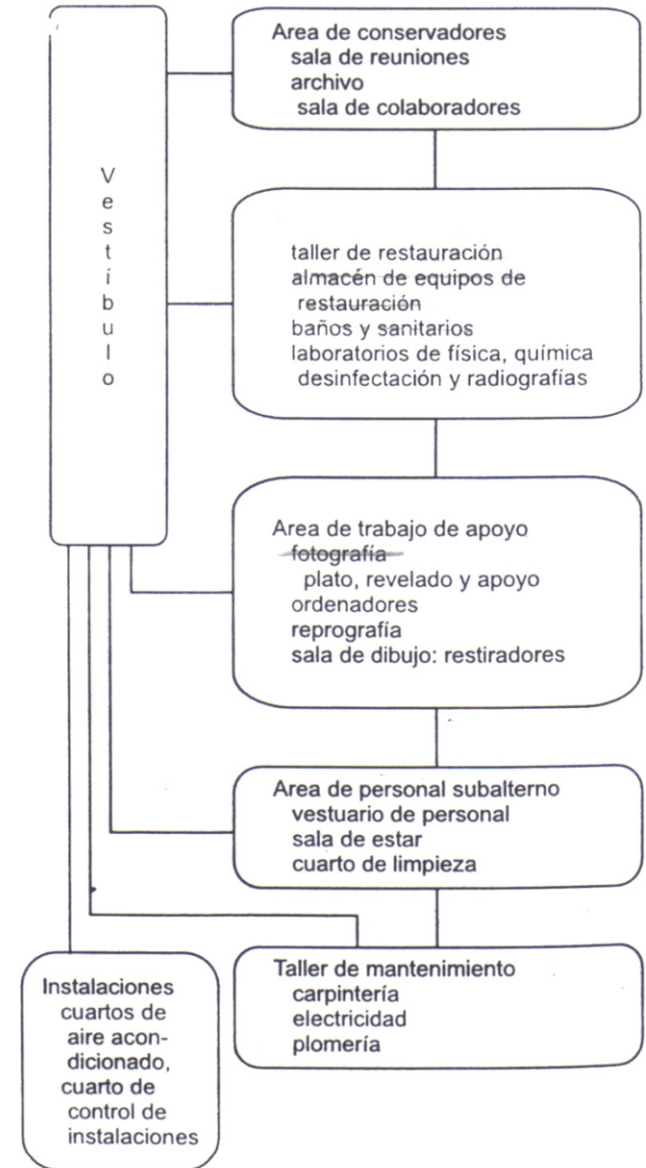 Vestíbulo
Area de conservadores
sala de reuniones
archivo
sala de colaboradores
taller de restauración
almacén de equipos de
restauración
baños y sanitarios
laboratorios de física, química
desinfectación y radiografías
Area de trabajo de apoyo
fotografía
plato, revelado y apoyo
ordenadores
reprografía
sala de dibujo: restiradores
Area de personal subalterno
vestuario de personal
sala de estar
cuarto de limpieza
Taller de mantenimiento
carpintería
electricidad
plomería
Instalaciones
cuartos de
aire acon-
dicionado,
cuarto de
control de
instalaciones